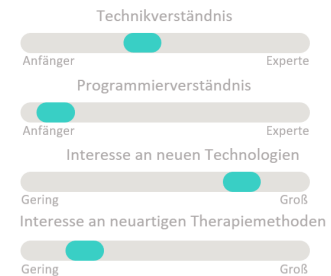 Technikverständnis
Anfänger Experte
Programmierverständnis
Anfänger Experte
Interesse an neuen Technologien
Gering Groß
Interesse an neuartigen Therapiemethoden
Gering Groß